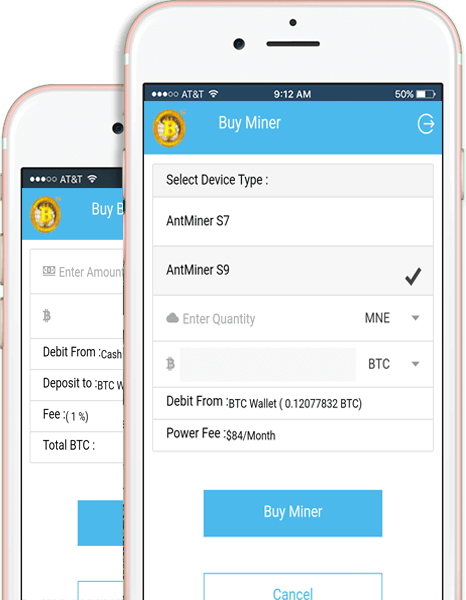 AT&T 9:12 AM 50%
Buy Miner
Select Device Type :
AntMiner S7
AntMiner S9
Enter Quantity MNE
BTC
Debit From :BTC Wallet ( 0.12077832 BTC)
Power Fee :$84/Month
Buy Miner
Cancel
AT&T
Buy
Enter Amount
Debit From :Cash
Deposit to :BTC W
Fee :( 1 %)
Total BTC :